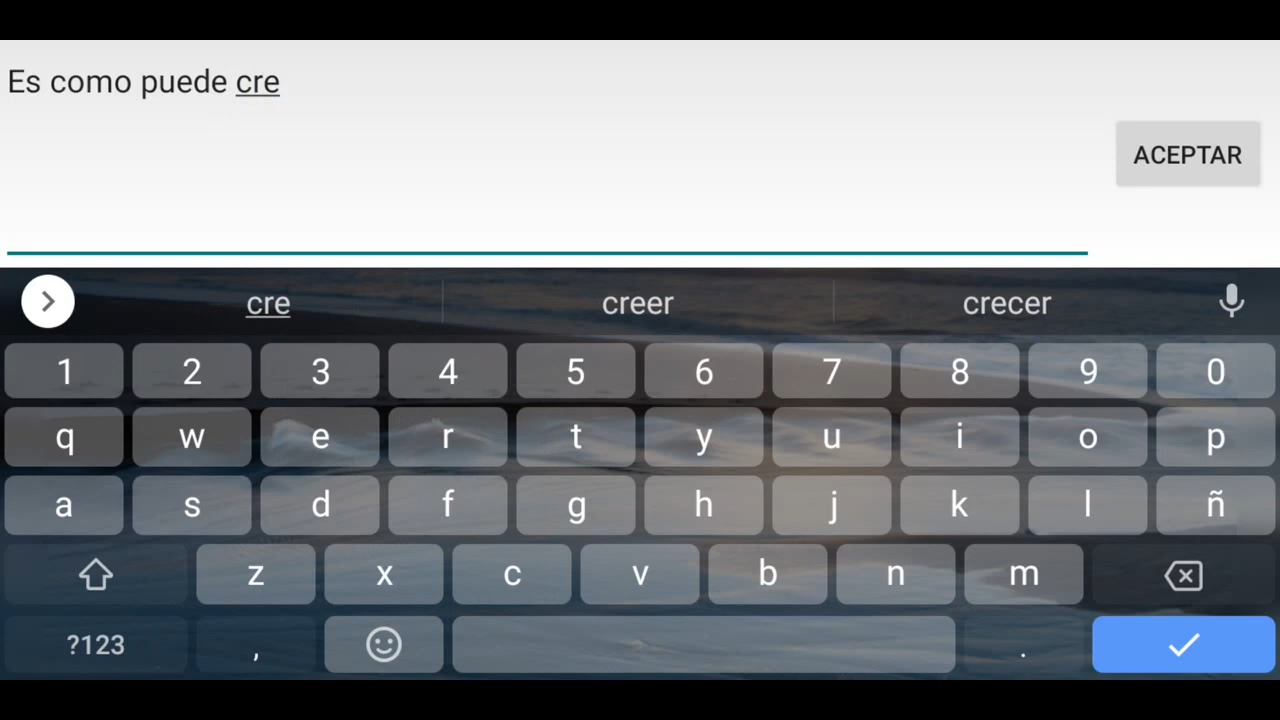 Es como puede cre
ACEPTAR
cre creer crecer
1 2 3 4 5 6 7 8 9 0
q w e r t y u i o p
a s d f g h j k l ñ
z x c v b n m
?123 , .